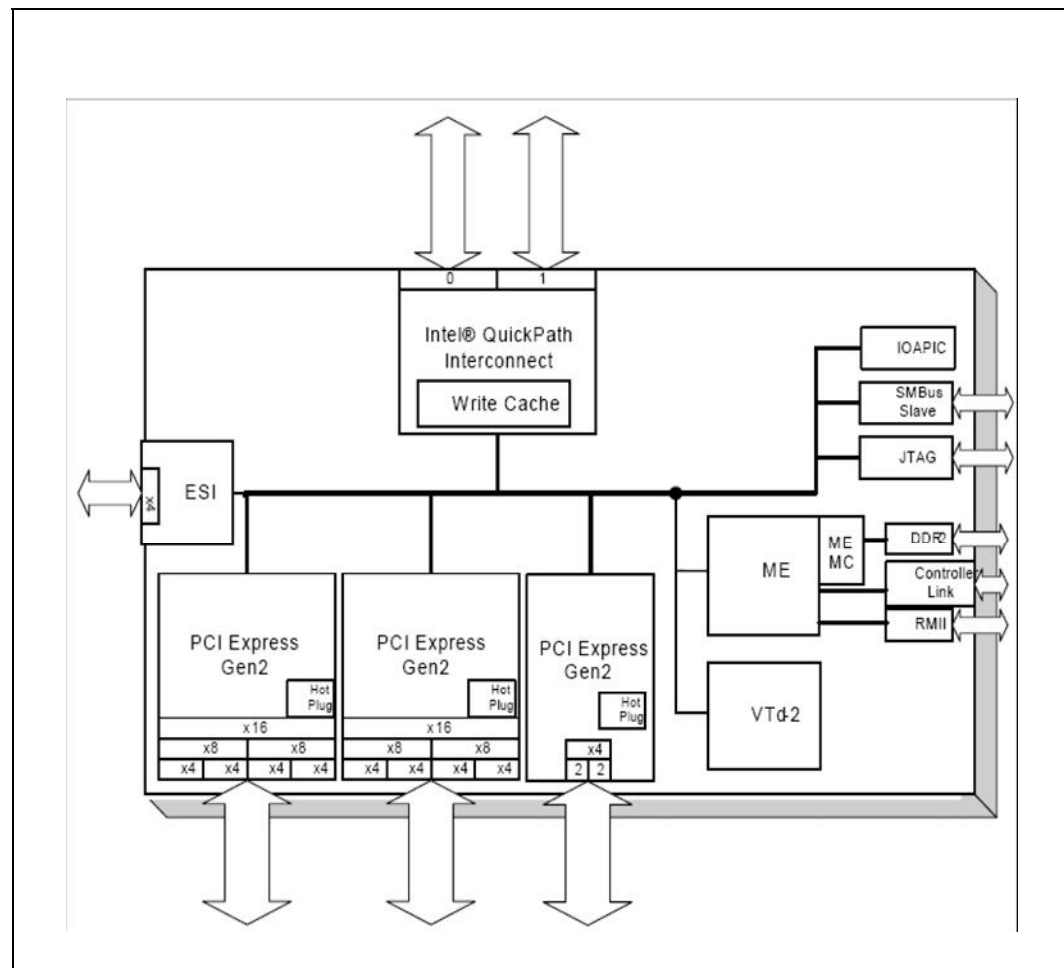 0 1
Intel® QuickPath
Interconnect
Write Cache
IOAPIC
SMBus
Slave
JTAG
x4
ESI
ME
ME
MC
DDR2
Controller
Link
RMII
VTd-2
PCI Express
Gen2
Hot
Plug
x16
x8 x8
x4 x4 x4 x4
PCI Express
Gen2
Hot
Plug
x16
x8 x8
x4 x4 x4 x4
PCI Express
Gen2
Hot
Plug
x4
2 2